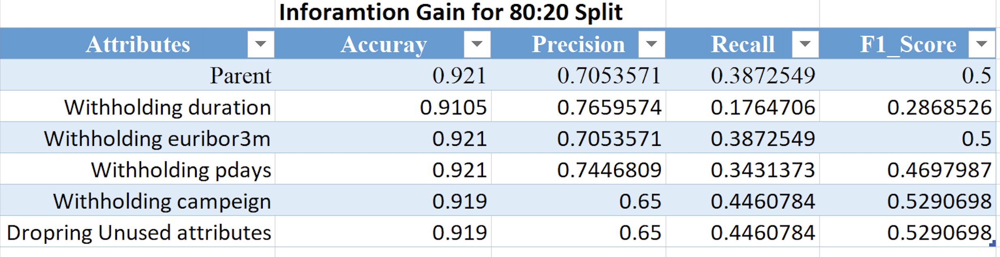 Inforamtion Gain for 80:20 Split
Attributes Accuray Precision Recall F1_Score
Parent 0.921 0.7053571 0.3872549 0.5
Withholding duration 0.9105 0.7659574 0.1764706 0.2868526
Withholding euribor3m 0.921 0.7053571 0.3872549 0.5
Withholding pdays 0.921 0.7446809 0.3431373 0.4697987
Withholding campeign 0.919 0.65 0.4460784 0.5290698
Dropring Unused attributes 0.919 0.65 0.4460784 0.5290698